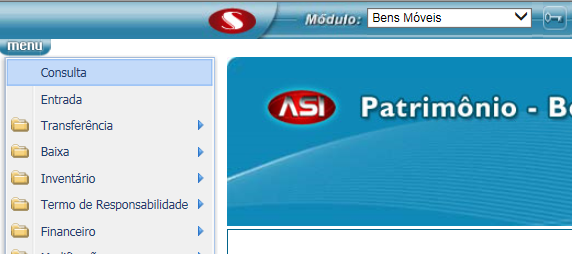 S Módulo: Bens Móveis
menu
Consulta
Entrada
Transferência
Baixa
Inventário
Termo de Responsabilidade
Financeiro
ASI Patrimônio -